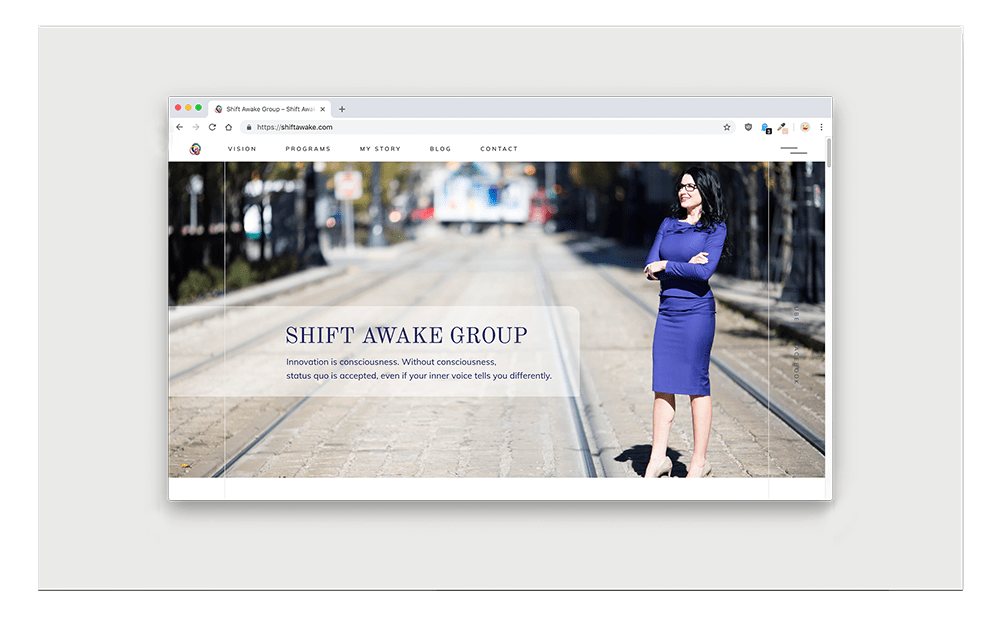 Shift Awake Group – Shift Awa
https://shiftawake.com
VISION PROGRAMS MY STORY BLOG CONTACT
SHIFT AWAKE GROUP
Innovation is consciousness. Without consciousness,
status quo is accepted, even if your inner voice tells you differently.